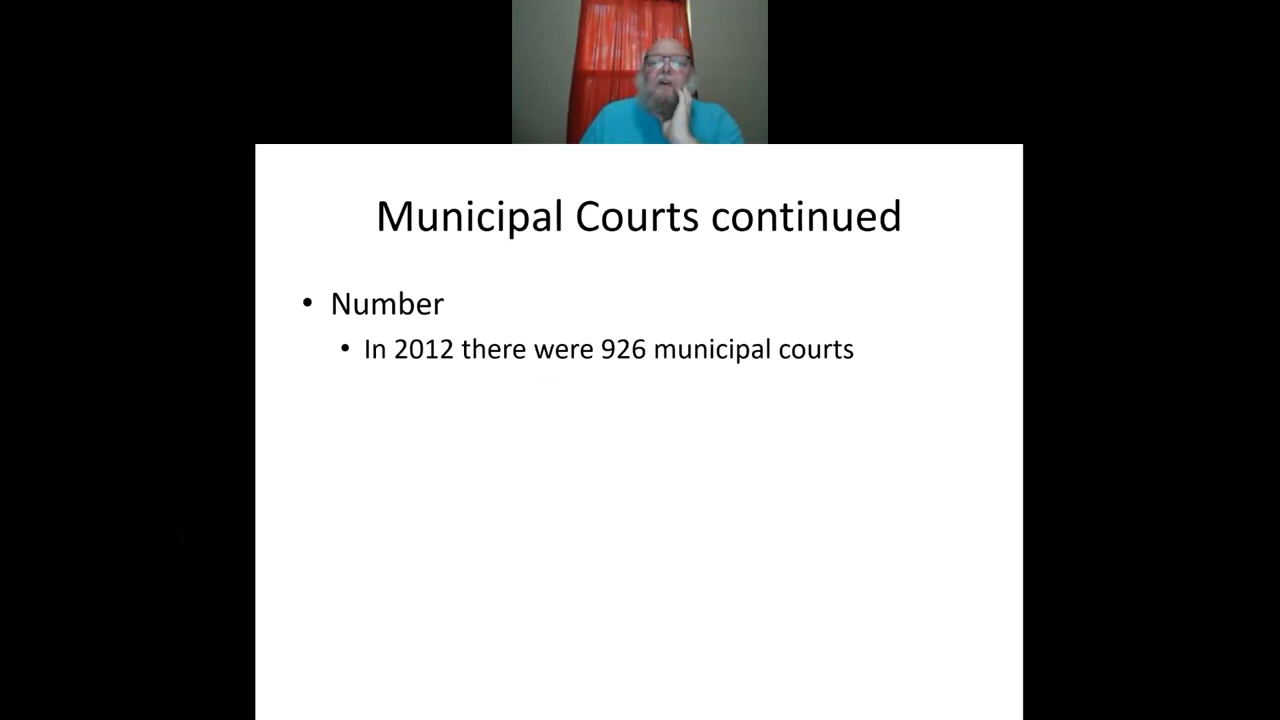 Municipal Courts continued
• Number
• In 2012 there were 926 municipal courts